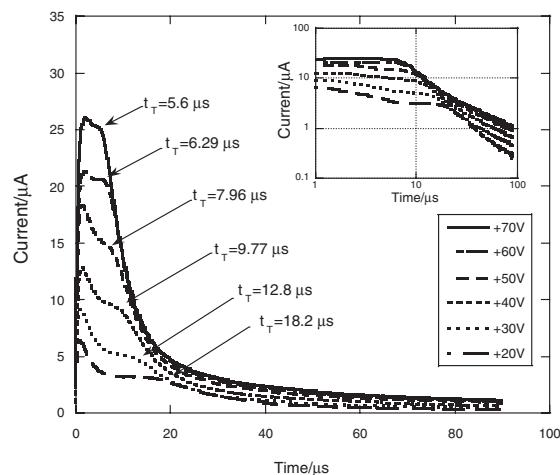 35
30
25
20
15
10
5
0
Current/μA
0
20
40
60
80
100
Time/μs
t_T=5.6 μs
t_T=6.29 μs
t_T=7.96 μs
t_T=9.77 μs
t_T=12.8 μs
t_T=18.2 μs
100
10
1
0.1
Current/μA
1
10
100
Time/μs
+70V
+60V
+50V
+40V
+30V
+20V